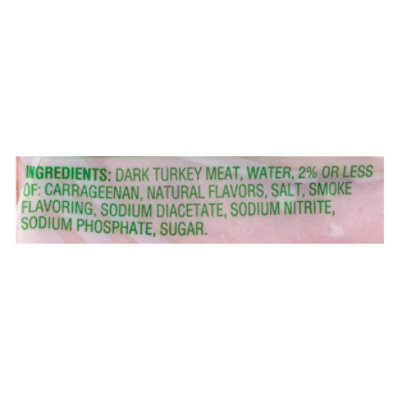 INGREDIENTS: DARK TURKEY MEAT, WATER, 2% OR LESS
OF: CARRAGEENAN, NATURAL FLAVORS, SALT, SMOKE
FLAVORING, SODIUM DIACETATE, SODIUM NITRITE,
SODIUM PHOSPHATE, SUGAR.